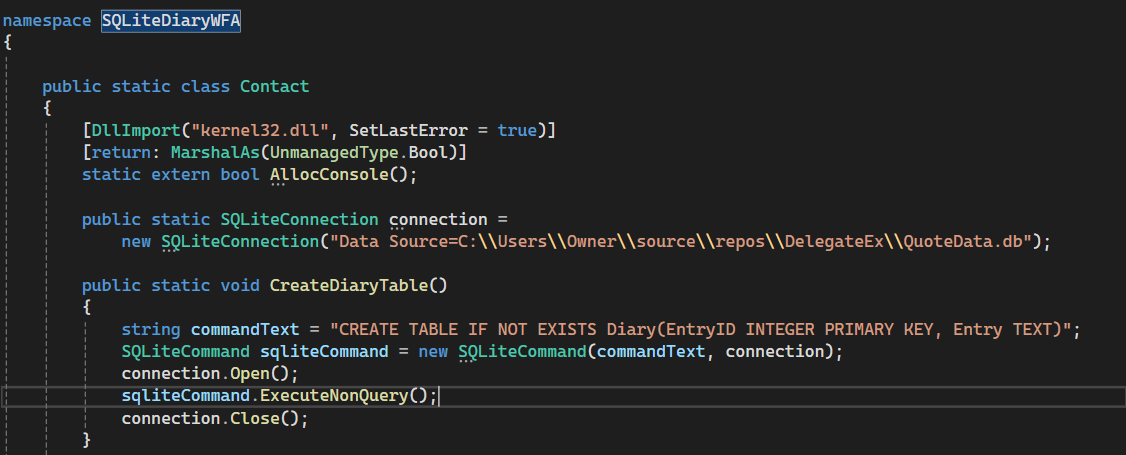 namespace SQLiteDiaryWFA
{
public static class Contact
{
[DllImport("kernel32.dll", SetLastError = true)]
[return: MarshalAs(UnmanagedType.Bool)]
static extern bool AllocConsole();
public static SQLiteConnection connection =
new SQLiteConnection("Data Source=C:\\Users\\Owner\\source\\repos\\DelegateEx\\QuoteData.db");
public static void CreateDiaryTable()
{
string commandText = "CREATE TABLE IF NOT EXISTS Diary(EntryID INTEGER PRIMARY KEY, Entry TEXT)";
SQLiteCommand sqliteCommand = new SQLiteCommand(commandText, connection);
connection.Open();
sqliteCommand.ExecuteNonQuery();
connection.Close();
}